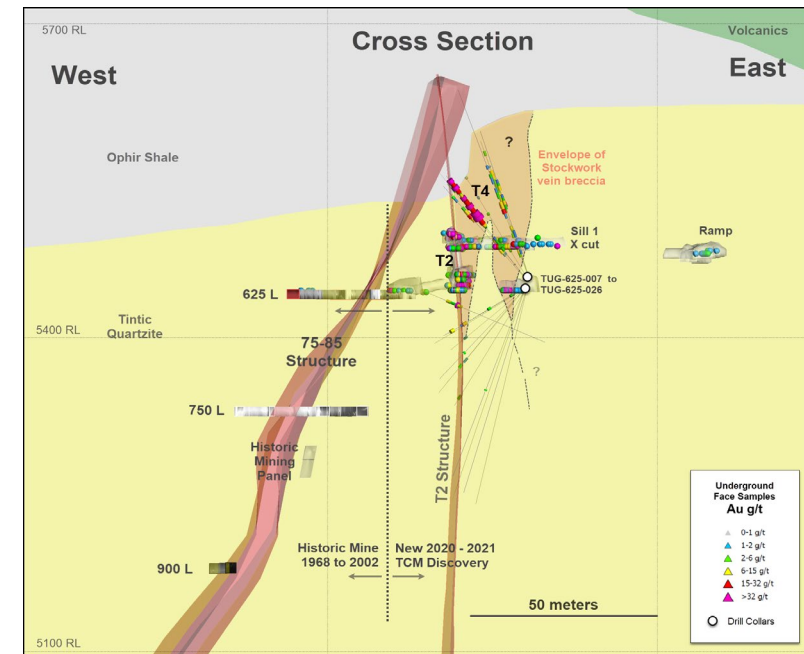 5700 RL
Volcanics
Cross Section
West
East
?
Ophir Shale
Envelope of
Stockwork
vein breccia
T4
Sill 1
X cut
Ramp
T2
TUG-625-007 to
TUG-625-026
625 L
Tintic
Quartzite
5400 RL
75-85
Structure
?
750 L
Historic
Mining
Panel
T2 Structure
Underground
Face Samples
Au g/t
0-1 g/t
1-2 g/t
2-6 g/t
6-15 g/t
15-32 g/t
>32 g/t
Drill Collars
Historic Mine
1968 to 2002
New 2020 - 2021
TCM Discovery
900 L
50 meters
5100 RL